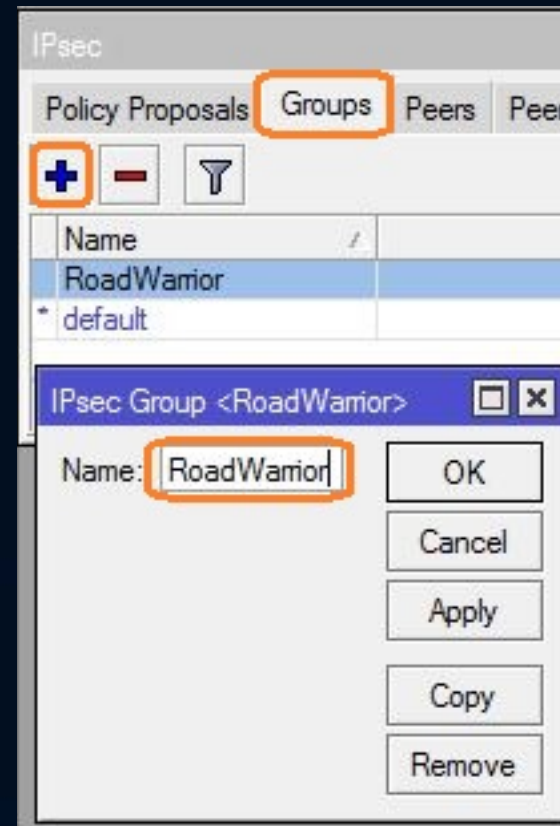 IPsec
Policy Proposals Groups Peers
Name
RoadWarrior
* default
IPsec Group <RoadWarrior>
Name: RoadWarrior
OK
Cancel
Apply
Copy
Remove